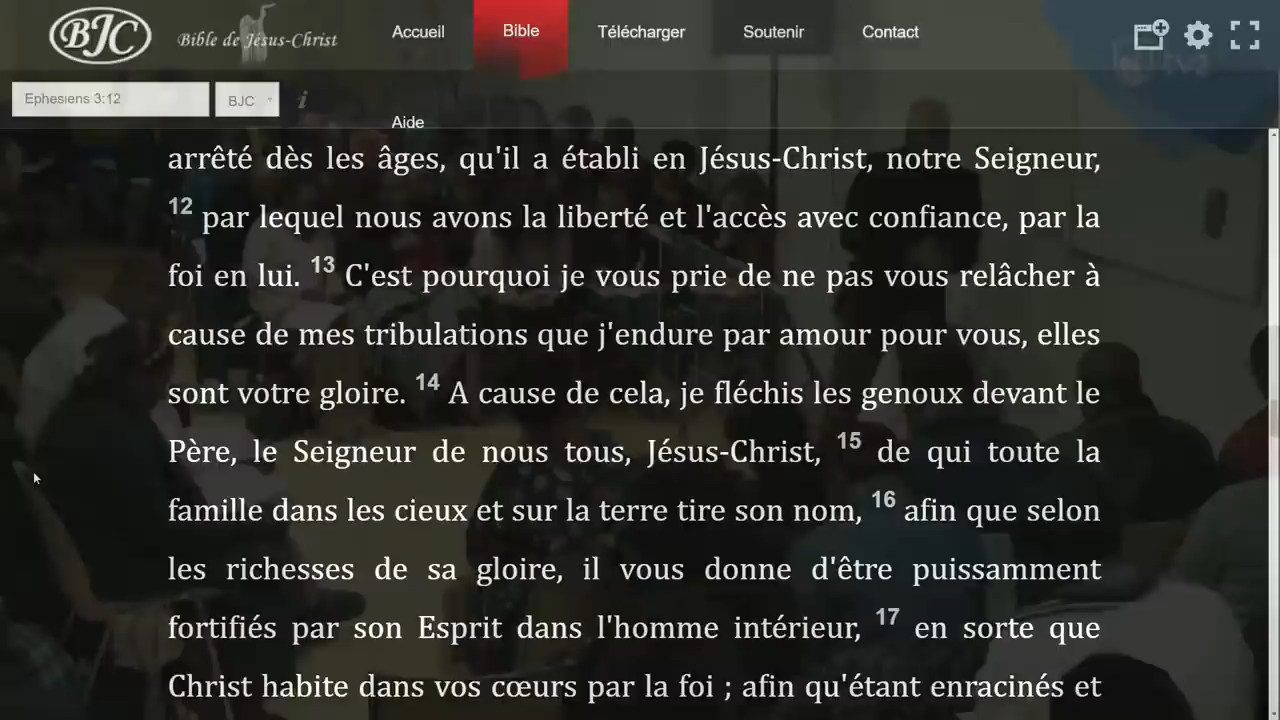 BJC
Bible de Jésus-Christ
Accueil
Bible
Télécharger
Soutenir
Contact
Ephesiens 3:12
BJC
i
Aide
arrêté dès les âges, qu'il a établi en Jésus-Christ, notre Seigneur,
12 par lequel nous avons la liberté et l'accès avec confiance, par la
foi en lui. 13 C'est pourquoi je vous prie de ne pas vous relâcher à
cause de mes tribulations que j'endure par amour pour vous, elles
sont votre gloire. 14 A cause de cela, je fléchis les genoux devant le
Père, le Seigneur de nous tous, Jésus-Christ, 15 de qui toute la
famille dans les cieux et sur la terre tire son nom, 16 afin que selon
les richesses de sa gloire, il vous donne d'être puissamment
fortifiés par son Esprit dans l'homme intérieur, 17 en sorte que
Christ habite dans vos cœurs par la foi ; afin qu'étant enracinés et